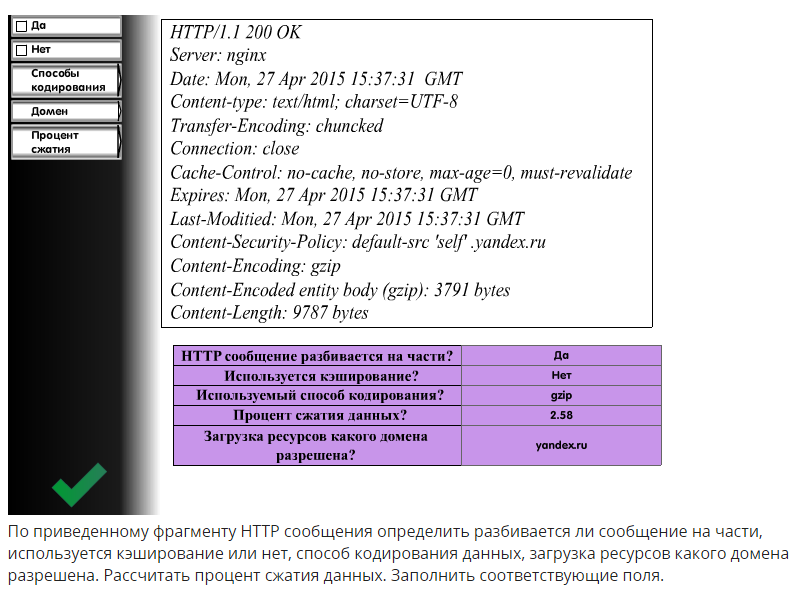 Да
Нет
Способы
кодирования
Домен
Процент
сжатия
HTTP/1.1 200 OK
Server: nginx
Date: Mon, 27 Apr 2015 15:37:31 GMT
Content-type: text/html; charset=UTF-8
Transfer-Encoding: chuncked
Connection: close
Cache-Control: no-cache, no-store, max-age=0, must-revalidate
Expires: Mon, 27 Apr 2015 15:37:31 GMT
Last-Moditied: Mon, 27 Apr 2015 15:37:31 GMT
Content-Security-Policy: default-src 'self' .yandex.ru
Content-Encoding: gzip
Content-Encoded entity body (gzip): 3791 bytes
Content-Length: 9787 bytes
HTTP сообщение разбивается на части? Да
Используется кэширование? Нет
Используемый способ кодирования? gzip
Процент сжатия данных? 2.58
Загрузка ресурсов какого домена
разрешена? yandex.ru
По приведенному фрагменту HTTP сообщения определить разбивается ли сообщение на части,
используется кэширование или нет, способ кодирования данных, загрузка ресурсов какого домена
разрешена. Рассчитать процент сжатия данных. Заполнить соответствующие поля.